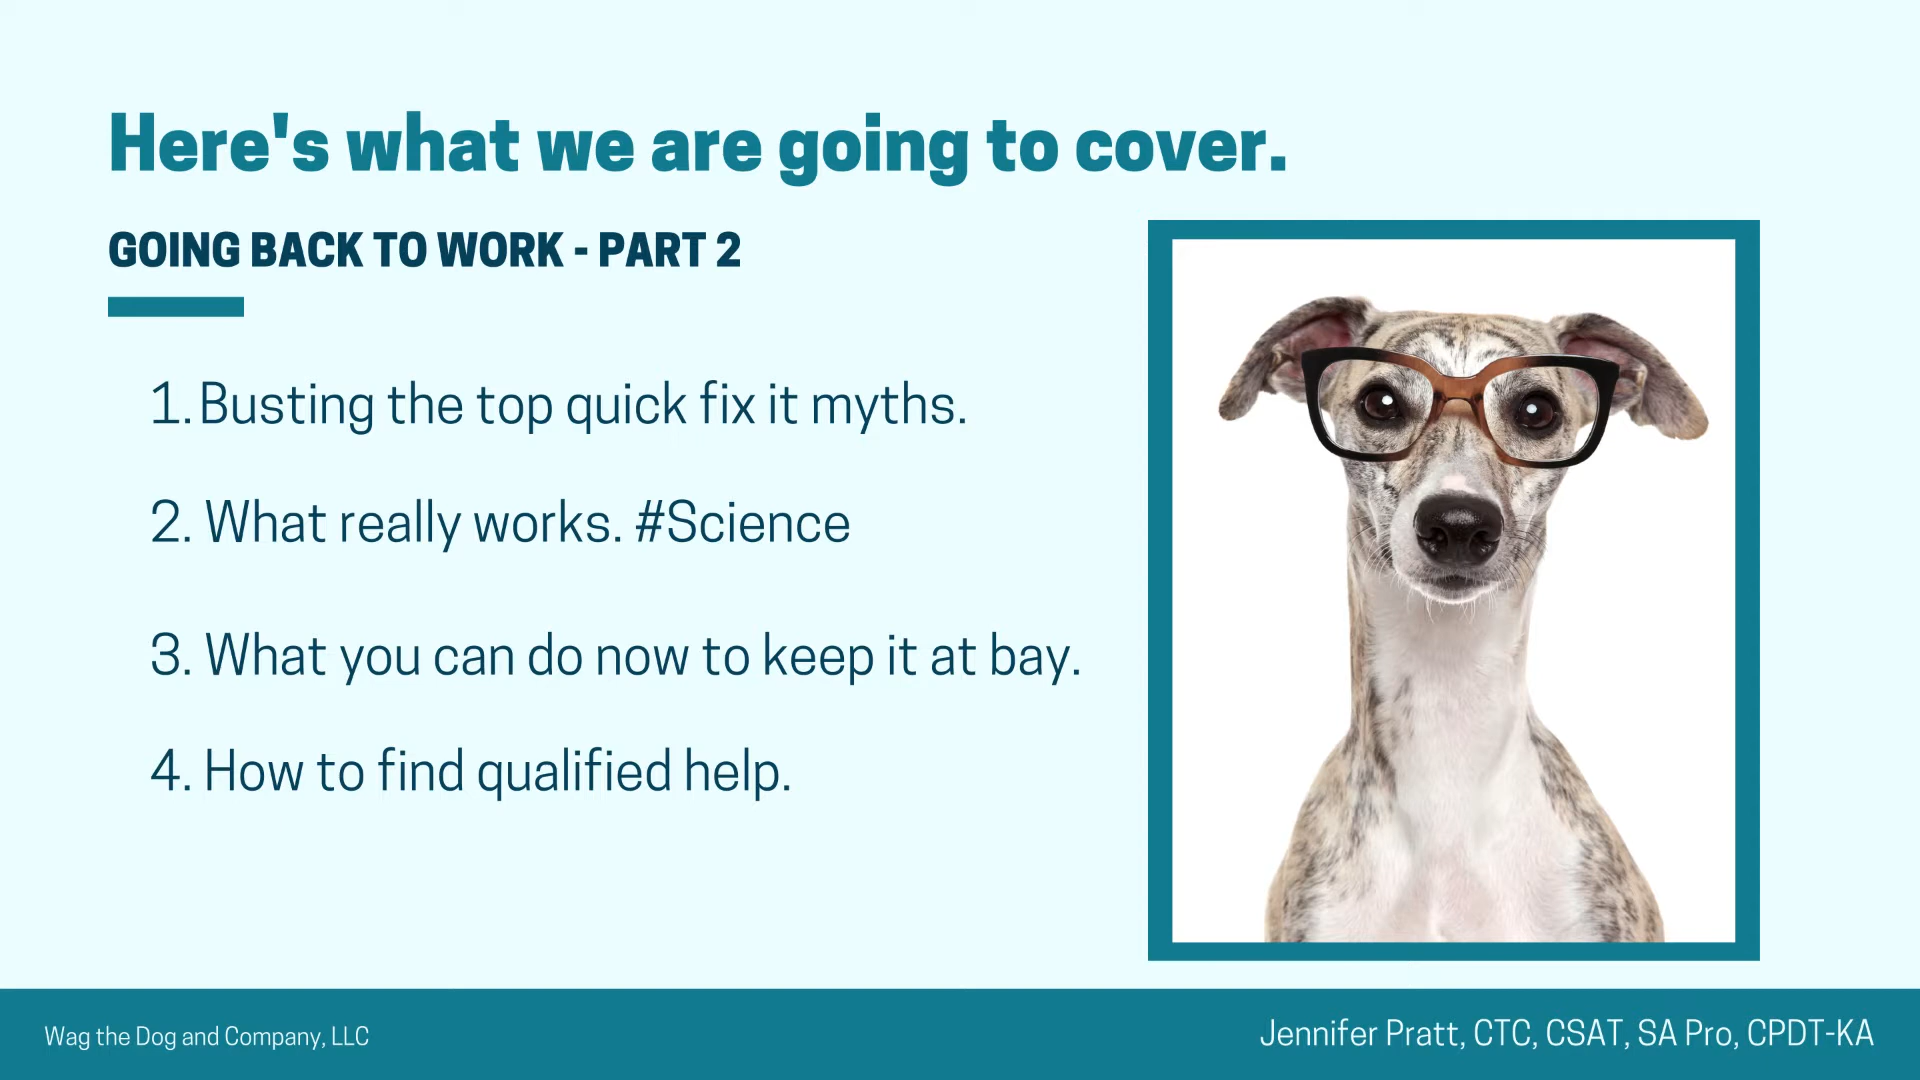 Here's what we are going to cover.
GOING BACK TO WORK - PART 2
1. Busting the top quick fix it myths.
2. What really works. #Science
3. What you can do now to keep it at bay.
4. How to find qualified help.
Wag the Dog and Company, LLC
Jennifer Pratt, CTC, CSAT, SA Pro, CPDT-KA